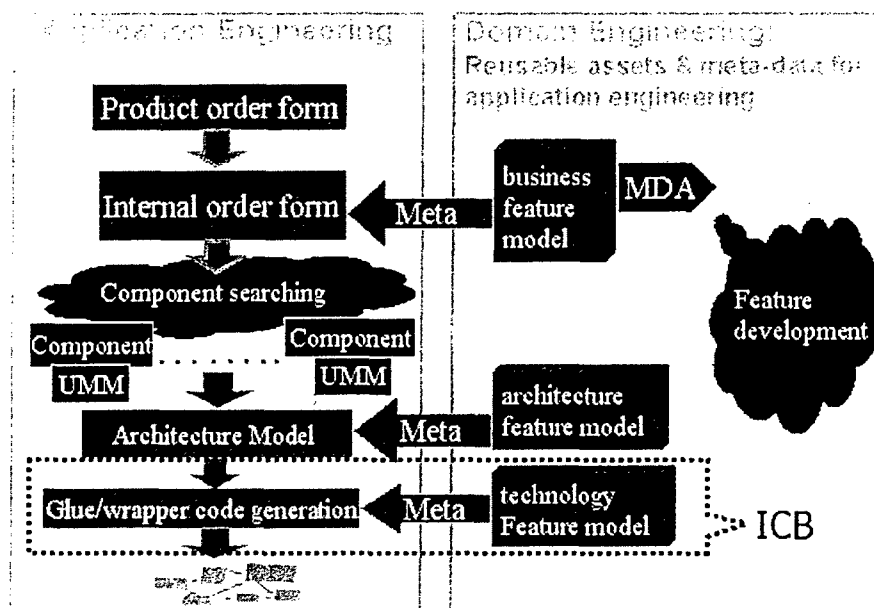 Application Engineering
Domain Engineering:
Reusable assets & meta-data for
application engineering
Product order form
Internal order form
Meta
business
feature
model
MDA
Component searching
Feature
development
Component
UMM
Component
UMM
Architecture Model
Meta
architecture
feature model
Glue/wrapper code generation
Meta
technology
Feature model
ICB